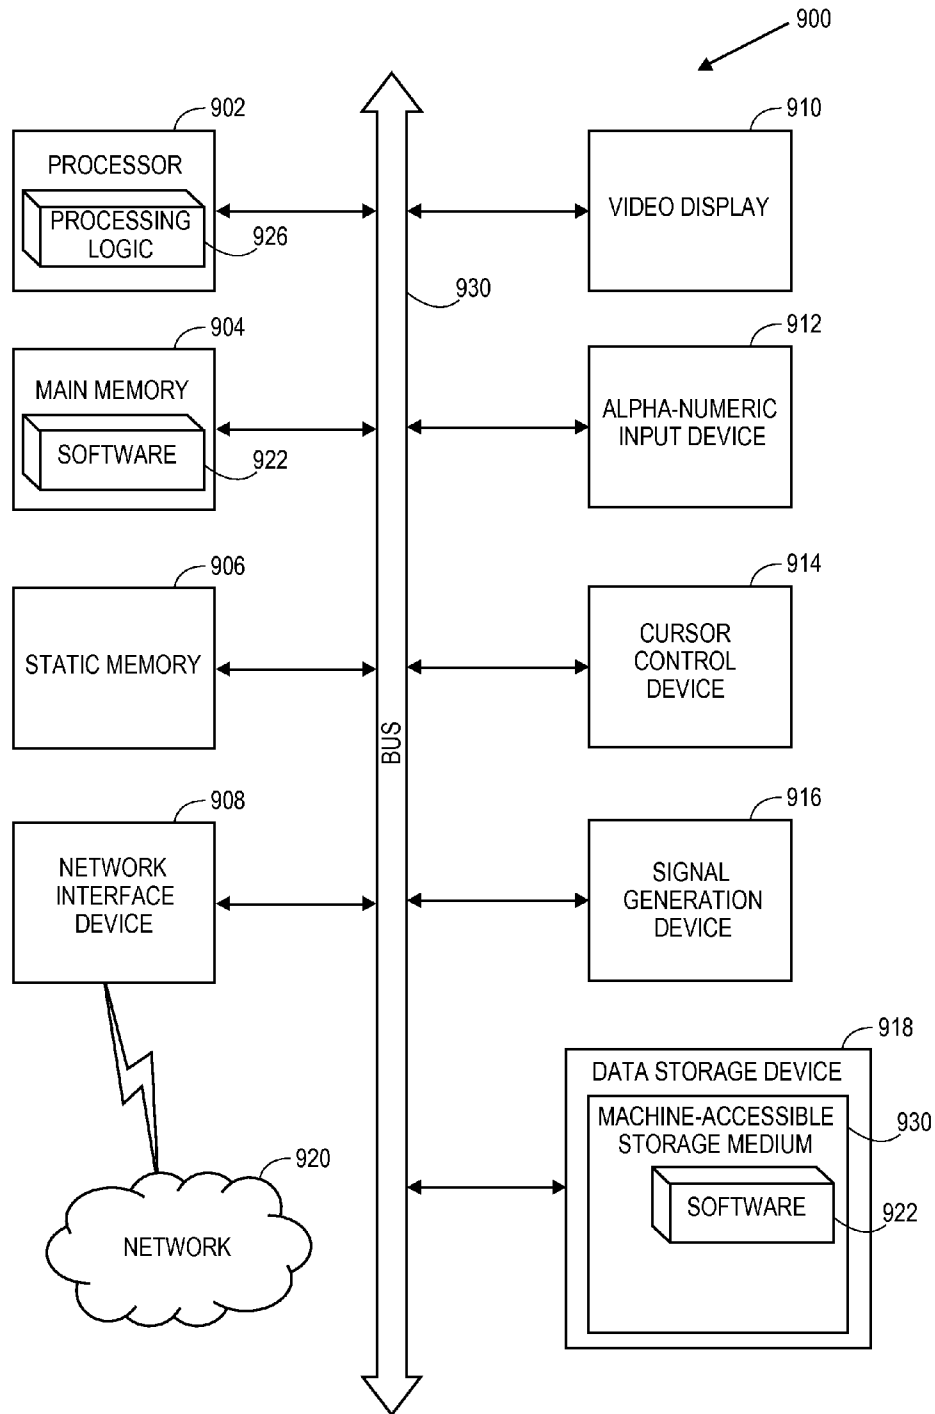 900
902
PROCESSOR
PROCESSING
LOGIC
926
910
VIDEO DISPLAY
930
904
MAIN MEMORY
SOFTWARE
922
912
ALPHA-NUMERIC
INPUT DEVICE
906
STATIC MEMORY
914
CURSOR
CONTROL
DEVICE
BUS
908
NETWORK
INTERFACE
DEVICE
916
SIGNAL
GENERATION
DEVICE
920
NETWORK
918
DATA STORAGE DEVICE
MACHINE-ACCESSIBLE
STORAGE MEDIUM
930
SOFTWARE
922